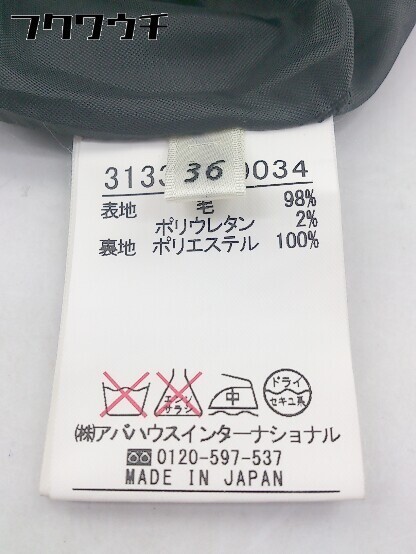 フクウウチ
3133 0034
36
表地 毛 98%
ポリウレタン 2%
裏地 ポリエステル 100%
エンソ サラシ 中 ドライ セキユ系
㈱アバハウスインターナショナル
0120-597-537
MADE IN JAPAN